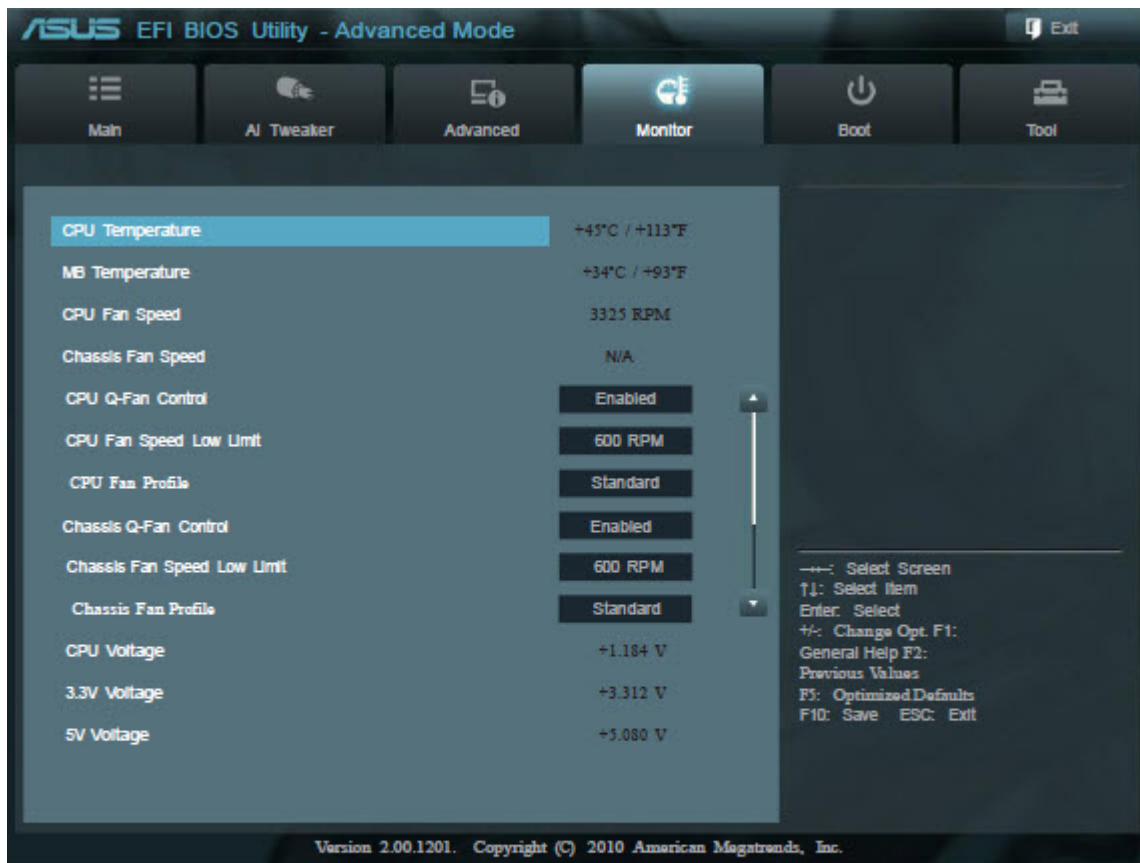 ASUS EFI BIOS Utility - Advanced Mode
Exit
Main AI Tweaker Advanced Monitor Boot Tool
CPU Temperature +45°C / +113°F
MB Temperature +34°C / +93°F
CPU Fan Speed 3325 RPM
Chassis Fan Speed N/A
CPU Q-Fan Control Enabled
CPU Fan Speed Low Limit 600 RPM
CPU Fan Profile Standard
Chassis Q-Fan Control Enabled
Chassis Fan Speed Low Limit 600 RPM
Chassis Fan Profile Standard
CPU Voltage +1.184 V
3.3V Voltage +3.312 V
5V Voltage +5.080 V
→←: Select Screen
↑↓: Select Item
Enter: Select
+/-: Change Opt. F1:
General Help F2:
Previous Values
F5: Optimized Defaults
F10: Save ESC: Exit
Version 2.00.1201. Copyright (C) 2010 American Megatrends, Inc.